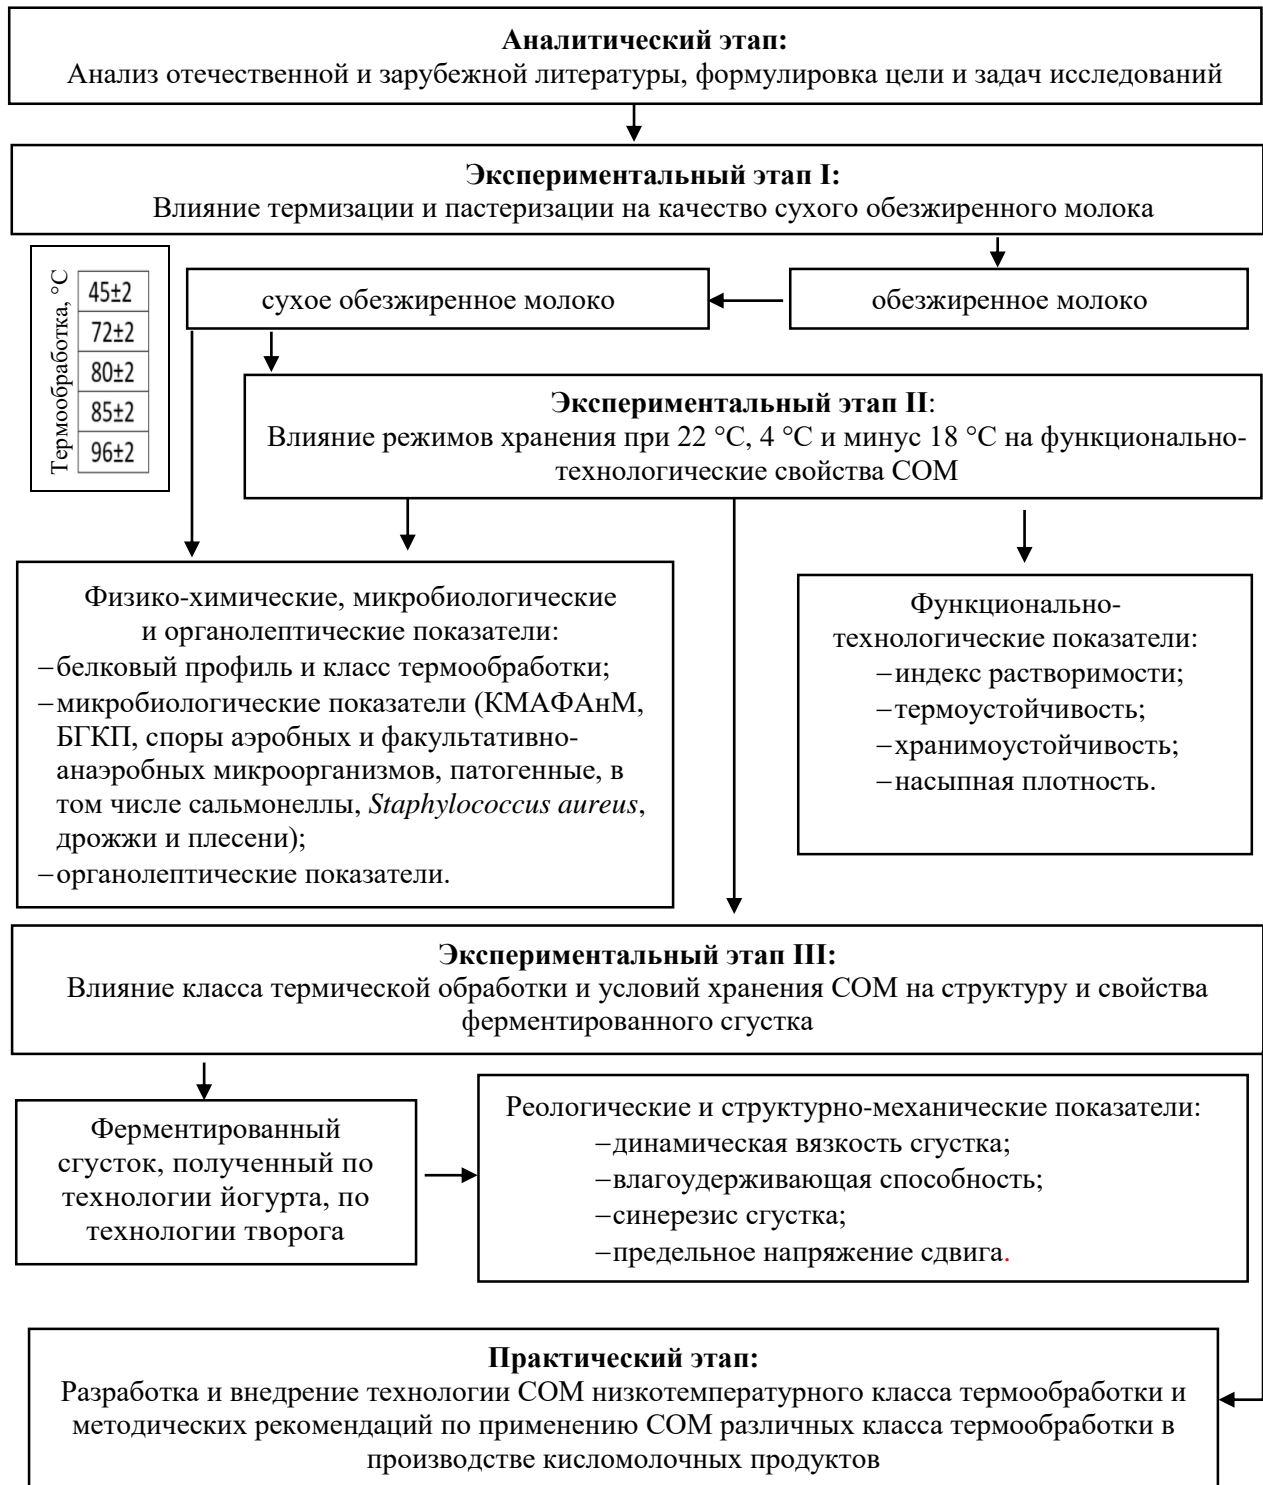 Аналитический этап:
Анализ отечественной и зарубежной литературы, формулировка цели и задач исследований
Экспериментальный этап I:
Влияние термизации и пастеризации на качество сухого обезжиренного молока
Термообработка, °С
45±2
72±2
80±2
85±2
96±2
сухое обезжиренное молоко
обезжиренное молоко
Экспериментальный этап II:
Влияние режимов хранения при 22 °С, 4 °С и минус 18 °С на функционально-
технологические свойства СОМ
Физико-химические, микробиологические
и органолептические показатели:
–белковый профиль и класс термообработки;
–микробиологические показатели (КМАФАнМ,
БГКП, споры аэробных и факультативно-
анаэробных микроорганизмов, патогенные, в
том числе сальмонеллы, Staphylococcus aureus,
дрожжи и плесени);
–органолептические показатели.
Функционально-
технологические показатели:
–индекс растворимости;
–термоустойчивость;
–хранимоустойчивость;
–насыпная плотность.
Экспериментальный этап III:
Влияние класса термической обработки и условий хранения СОМ на структуру и свойства
ферментированного сгустка
Ферментированный
сгусток, полученный по
технологии йогурта, по
технологии творога
Реологические и структурно-механические показатели:
–динамическая вязкость сгустка;
–влагоудерживающая способность;
–синерезис сгустка;
–предельное напряжение сдвига.
Практический этап:
Разработка и внедрение технологии СОМ низкотемпературного класса термообработки и
методических рекомендаций по применению СОМ различных класса термообработки в
производстве кисломолочных продуктов